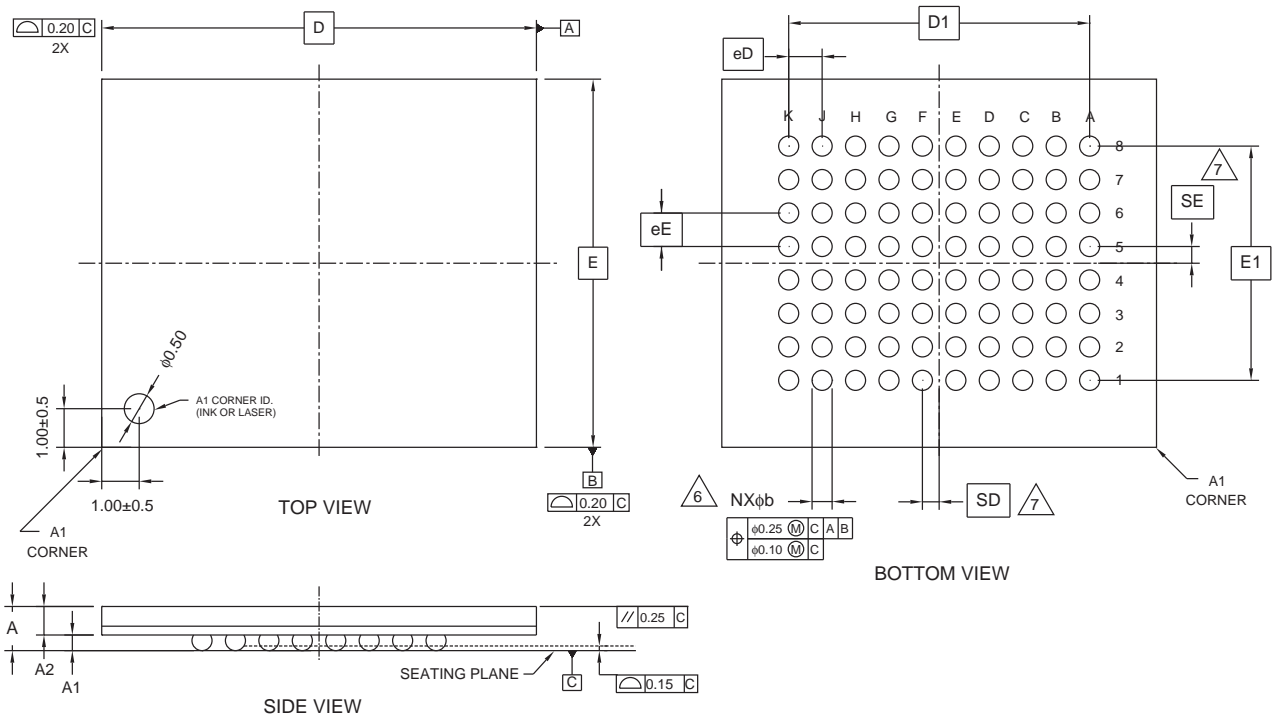 0.20 C
2X
D
A
E
φ0.50
A1 CORNER ID.
(INK OR LASER)
1.00±0.5
1.00±0.5
B
0.20 C
2X
TOP VIEW
A1
CORNER
D1
eD
K J H G F E D C B A
8
7
6
5
4
3
2
1
7
SE
eE
E1
6
NXφb
φ0.25 M C A B
φ0.10 M C
SD
7
A1
CORNER
BOTTOM VIEW
A
A2
A1
// 0.25 C
SEATING PLANE
C
0.15 C
SIDE VIEW